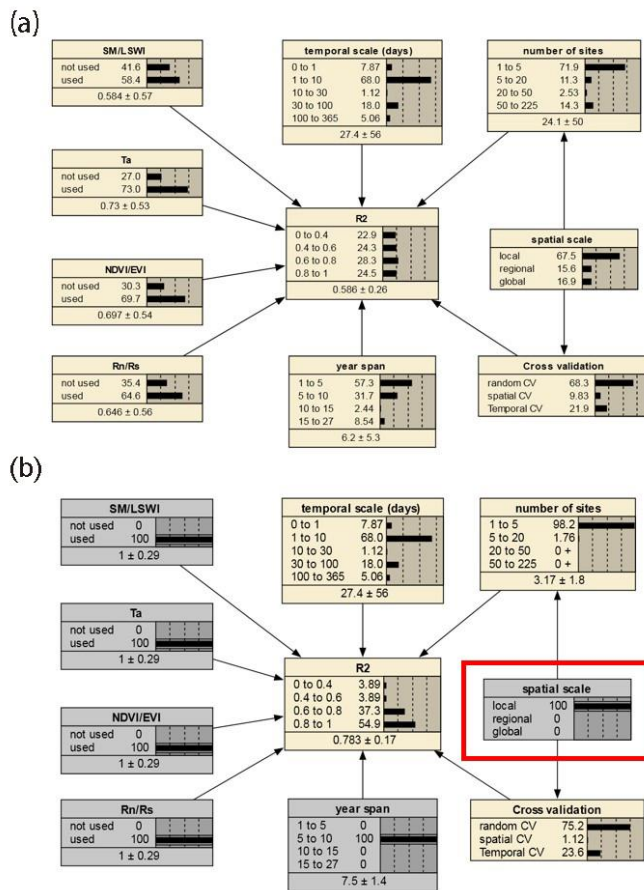 (a)
SM/LSWI
not used 41.6
used 58.4
0.584 ± 0.57
temporal scale (days)
0 to 1 7.87
1 to 10 68.0
10 to 30 1.12
30 to 100 18.0
100 to 365 5.06
27.4 ± 56
number of sites
1 to 5 71.9
5 to 20 11.3
20 to 50 2.53
50 to 225 14.3
24.1 ± 50
Ta
not used 27.0
used 73.0
0.73 ± 0.53
R2
0 to 0.4 22.9
0.4 to 0.6 24.3
0.6 to 0.8 28.3
0.8 to 1 24.5
0.586 ± 0.26
spatial scale
local 67.5
regional 15.6
global 16.9
NDVI/EVI
not used 30.3
used 69.7
0.697 ± 0.54
Rn/Rs
not used 35.4
used 64.6
0.646 ± 0.56
year span
1 to 5 57.3
5 to 10 31.7
10 to 15 2.44
15 to 27 8.54
6.2 ± 5.3
Cross validation
random CV 68.3
spatial CV 9.83
Temporal CV 21.9
(b)
SM/LSWI
not used 0
used 100
1 ± 0.29
temporal scale (days)
0 to 1 7.87
1 to 10 68.0
10 to 30 1.12
30 to 100 18.0
100 to 365 5.06
27.4 ± 56
number of sites
1 to 5 98.2
5 to 20 1.76
20 to 50 0 +
50 to 225 0 +
3.17 ± 1.8
Ta
not used 0
used 100
1 ± 0.29
R2
0 to 0.4 3.89
0.4 to 0.6 3.89
0.6 to 0.8 37.3
0.8 to 1 54.9
0.783 ± 0.17
spatial scale
local 100
regional 0
global 0
NDVI/EVI
not used 0
used 100
1 ± 0.29
Rn/Rs
not used 0
used 100
1 ± 0.29
year span
1 to 5 0
5 to 10 100
10 to 15 0
15 to 27 0
7.5 ± 1.4
Cross validation
random CV 75.2
spatial CV 1.12
Temporal CV 23.6